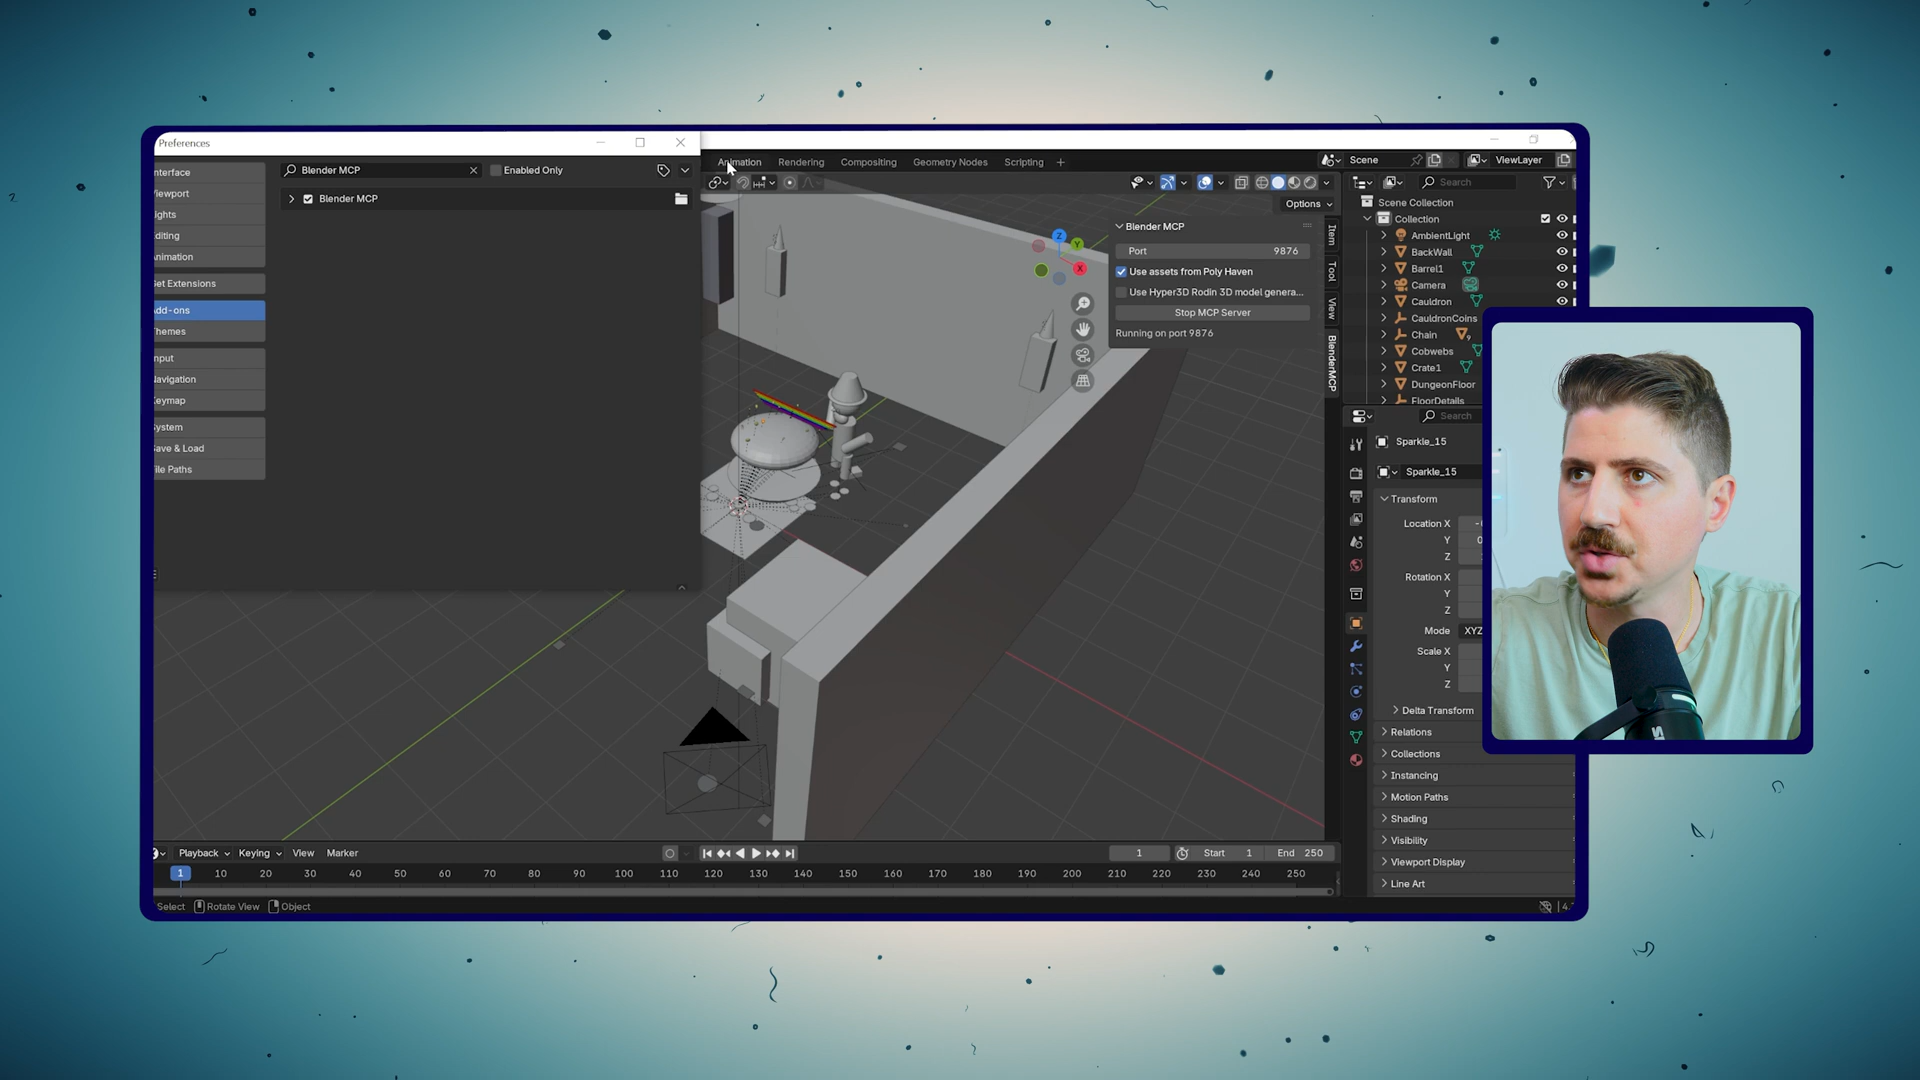 Preferences
nterface
iewport
ights
diting
nimation
et Extensions
dd-ons
hemes
nput
avigation
eymap
ystem
ave & Load
ile Paths
Blender MCP
Enabled Only
Blender MCP
Animation
Rendering
Compositing
Geometry Nodes
Scripting
Scene
ViewLayer
Options
Search
Blender MCP
Port 9876
Use assets from Poly Haven
Use Hyper3D Rodin 3D model genera...
Stop MCP Server
Running on port 9876
Z
Y
X
Item
Tool
View
BlenderMCP
Scene Collection
Collection
AmbientLight
BackWall
Barrel1
Camera
Cauldron
CauldronCoins
Chain
Cobwebs
Crate1
DungeonFloor
FloorDetails
Search
Sparkle_15
Sparkle_15
Transform
Location X
Y
Z
Rotation X
Y
Z
Mode XYZ
Scale X
Y
Z
Delta Transform
Relations
Collections
Instancing
Motion Paths
Shading
Visibility
Viewport Display
Line Art
Playback Keying View Marker
1 Start 1 End 250
1 10 20 30 40 50 60 70 80 90 100 110 120 130 140 150 160 170 180 190 200 210 220 230 240 250
Select Rotate View Object